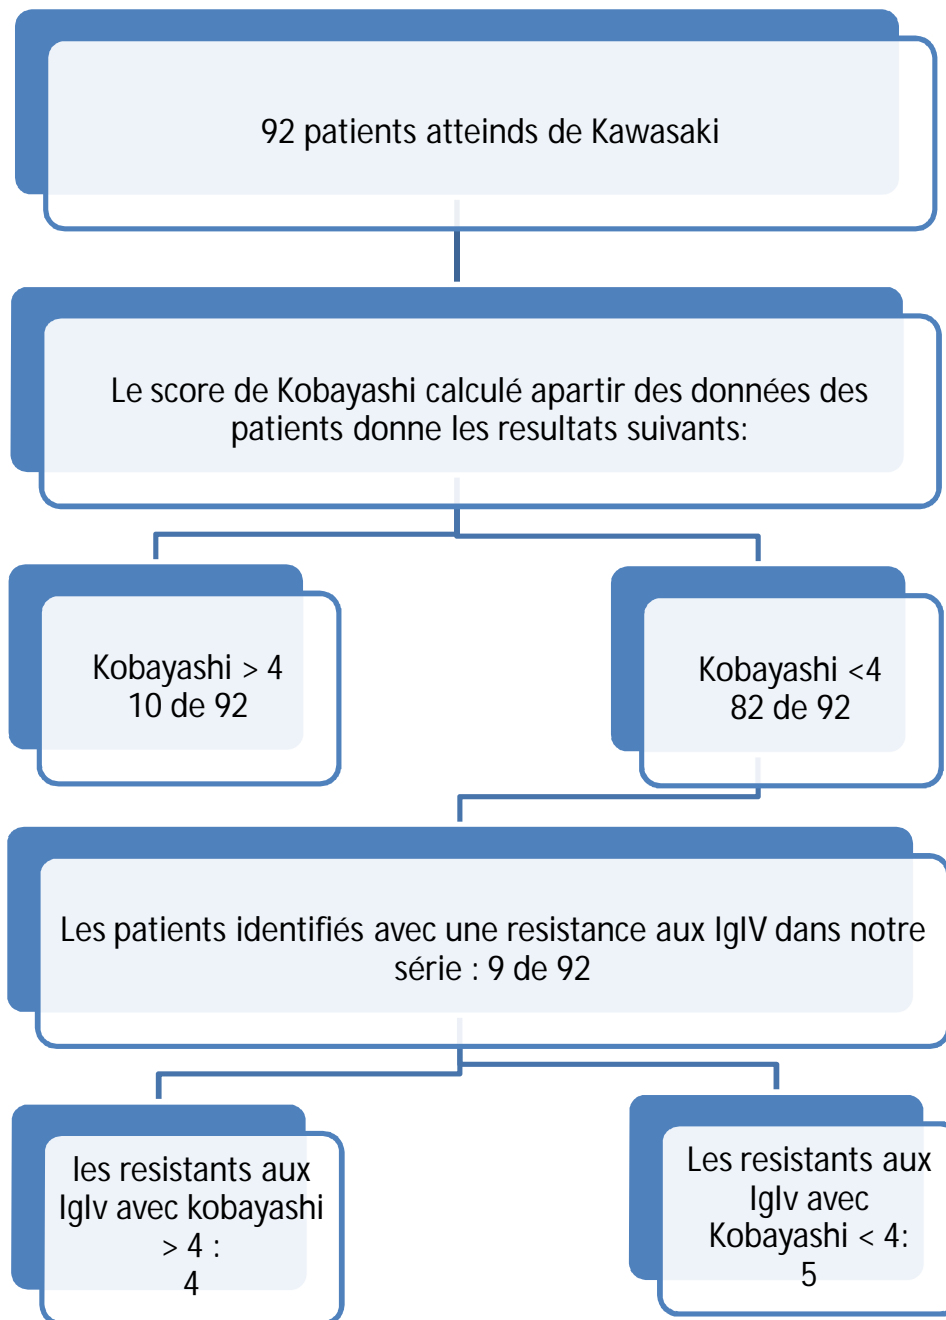 92 patients atteinds de Kawasaki
Le score de Kobayashi calculé apartir des données des
patients donne les resultats suivants:
Kobayashi > 4
10 de 92
Kobayashi <4
82 de 92
Les patients identifiés avec une resistance aux IgIV dans notre
série : 9 de 92
les resistants aux
IgIv avec kobayashi
> 4 :
4
Les resistants aux
IgIv avec
Kobayashi < 4:
5